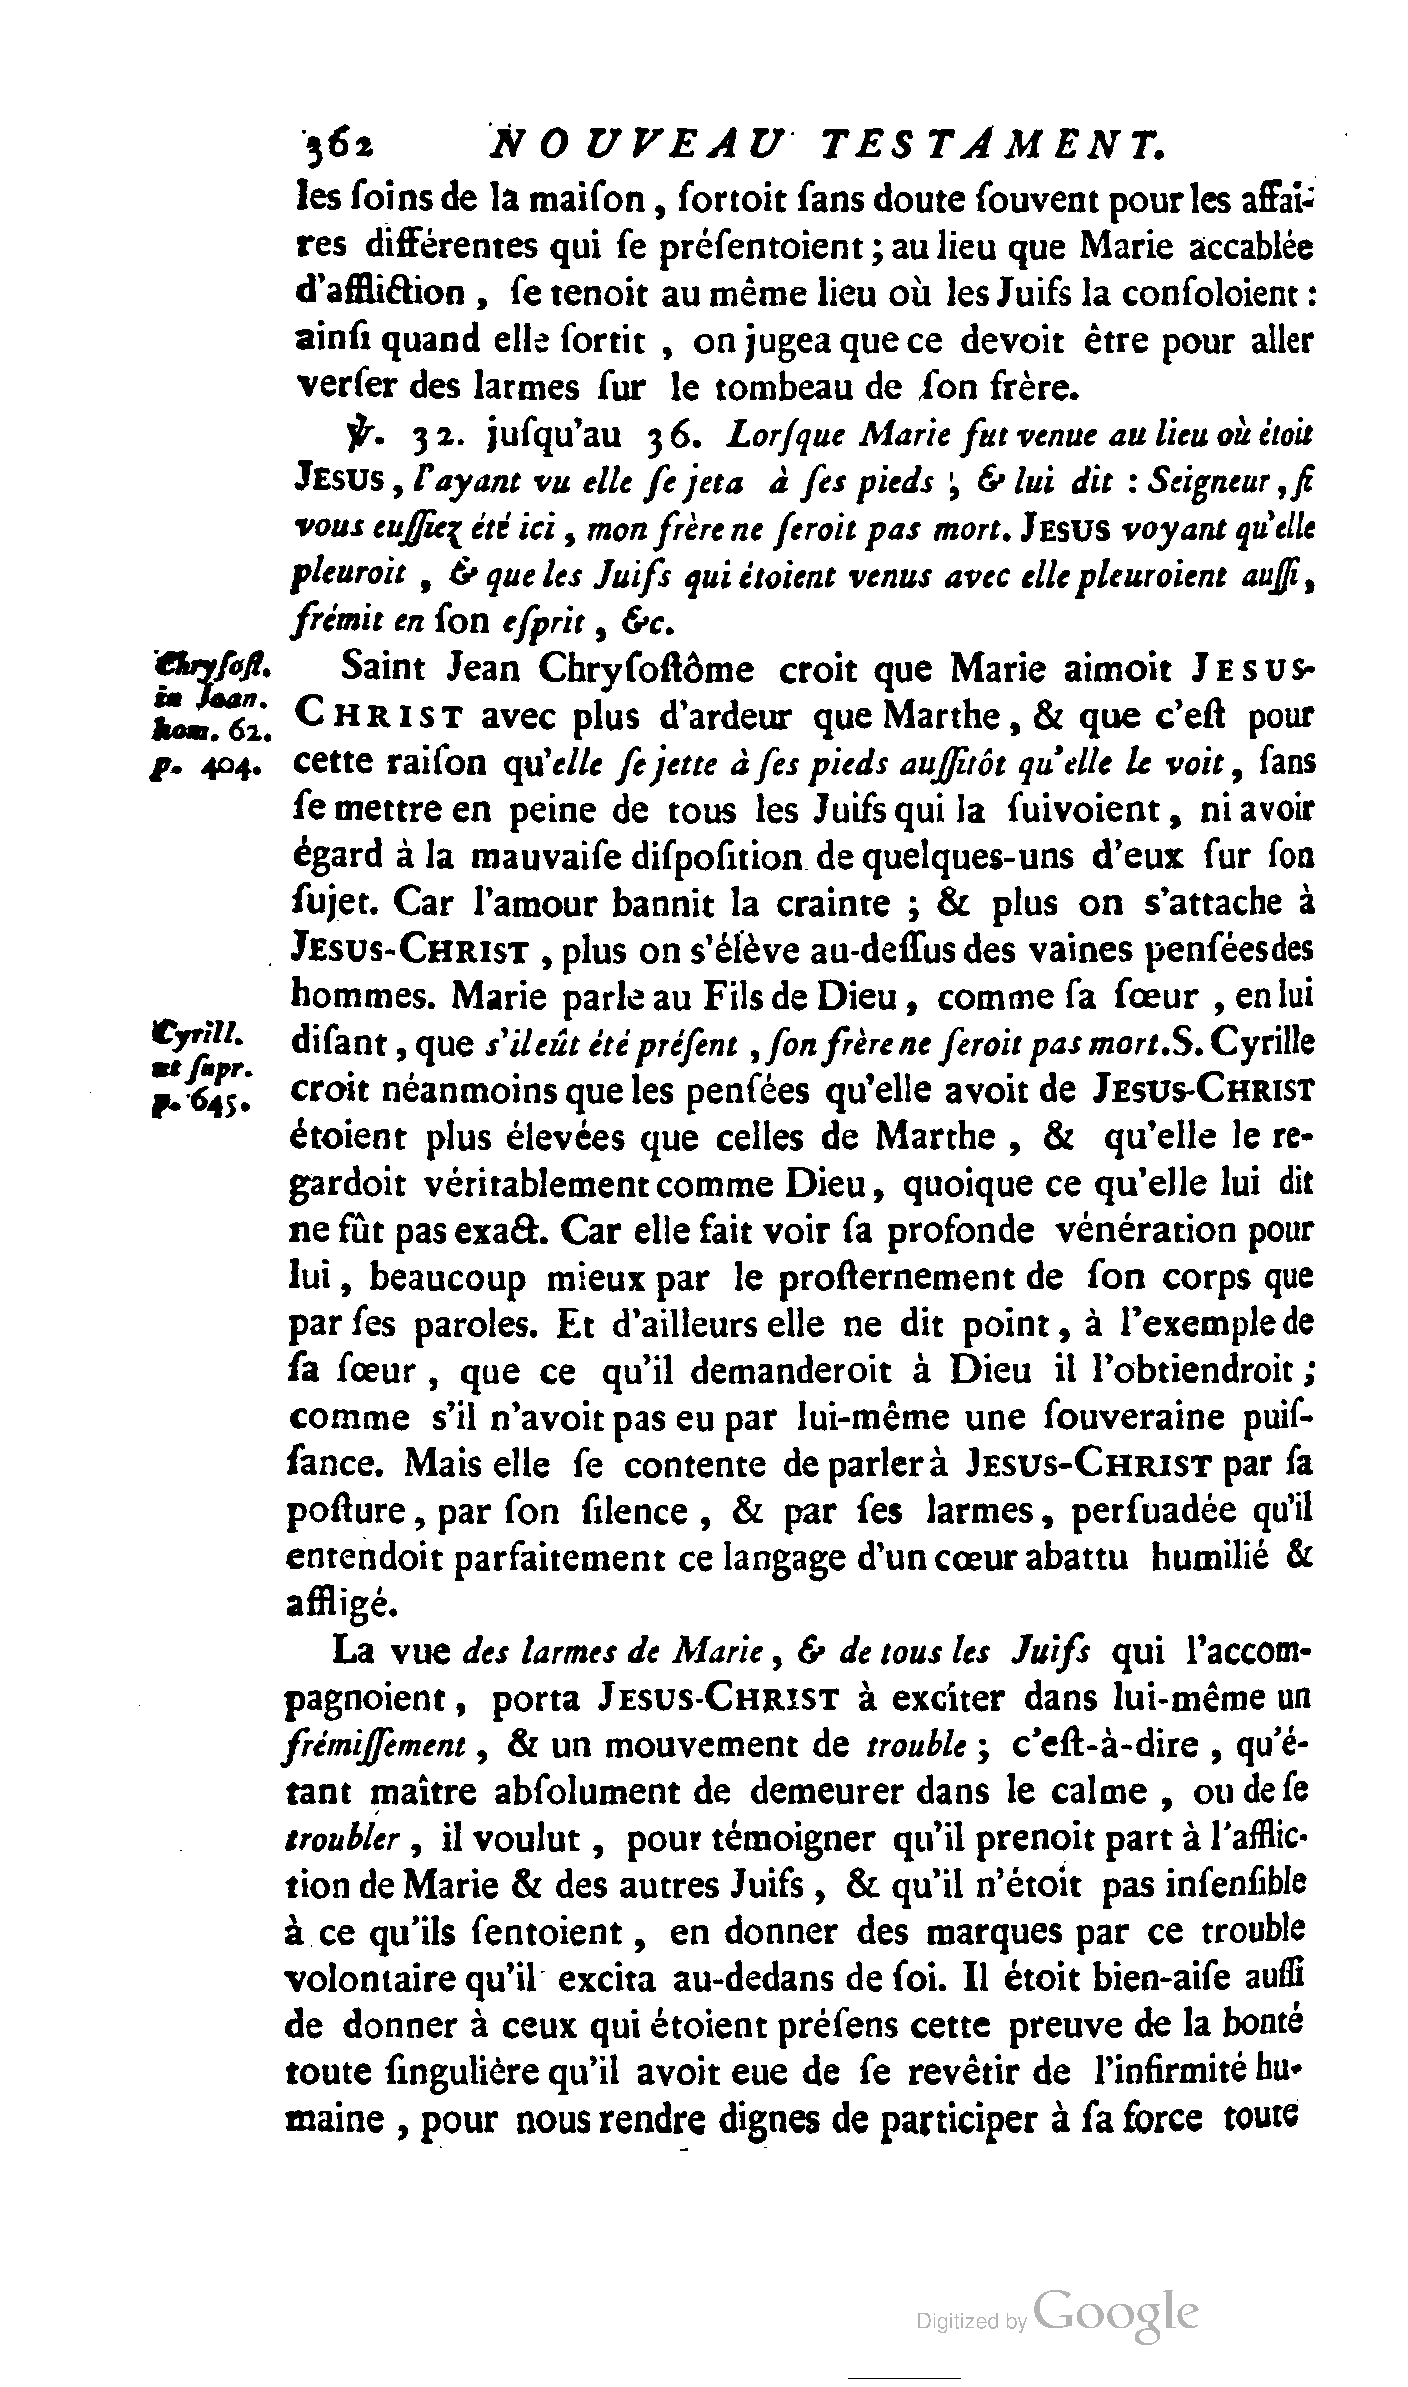 362 NOUVEAU TESTAMENT.
les ſoins de la maiſon, ſortoit ſans doute ſouvent pour les affai-
res différentes qui ſe préſentoient ; au lieu que Marie accablée
d'affliction, ſe tenoit au même lieu où les Juifs la conſoloient :
ainſi quand elle ſortit, on jugea que ce devoit être pour aller
verſer des larmes ſur le tombeau de ſon frère.
℣. 32. juſqu'au 36. Lorſque Marie fut venue au lieu où étoit
JESUS, l'ayant vu elle ſe jeta à ſes pieds, & lui dit : Seigneur, ſi
vous euſſiez été ici, mon frère ne ſeroit pas mort. JESUS voyant qu'elle
pleuroit, & que les Juifs qui étoient venus avec elle pleuroient auſſi,
frémit en ſon eſprit, &c.
Chryſoſt.
in Joan.
hom. 62.
p. 404.
Saint Jean Chryſoſtôme croit que Marie aimoit JESUS-
CHRIST avec plus d'ardeur que Marthe, & que c'eſt pour
cette raiſon qu'elle ſe jette à ſes pieds auſſitôt qu'elle le voit, ſans
ſe mettre en peine de tous les Juifs qui la ſuivoient, ni avoir
égard à la mauvaiſe diſpoſition de quelques-uns d'eux ſur ſon
ſujet. Car l'amour bannit la crainte ; & plus on s'attache à
JESUS-CHRIST, plus on s'élève au-deſſus des vaines penſées des
hommes. Marie parle au Fils de Dieu, comme ſa ſœur, en lui
Cyrill.
ut ſupr.
p. 645.
diſant, que s'il eût été préſent, ſon frère ne ſeroit pas mort. S. Cyrille
croit néanmoins que les penſées qu'elle avoit de JESUS-CHRIST
étoient plus élevées que celles de Marthe, & qu'elle le re-
gardoit véritablement comme Dieu, quoique ce qu'elle lui dit
ne fût pas exact. Car elle fait voir ſa profonde vénération pour
lui, beaucoup mieux par le proſternement de ſon corps que
par ſes paroles. Et d'ailleurs elle ne dit point, à l'exemple de
ſa ſœur, que ce qu'il demanderoit à Dieu il l'obtiendroit ;
comme s'il n'avoit pas eu par lui-même une ſouveraine puiſ-
ſance. Mais elle ſe contente de parler à JESUS-CHRIST par ſa
poſture, par ſon ſilence, & par ſes larmes, perſuadée qu'il
entendoit parfaitement ce langage d'un cœur abattu humilié &
affligé.
La vue des larmes de Marie, & de tous les Juifs qui l'accom-
pagnoient, porta JESUS-CHRIST à exciter dans lui-même un
frémiſſement, & un mouvement de trouble ; c'eſt-à-dire, qu'é-
tant maître abſolument de demeurer dans le calme, ou de ſe
troubler, il voulut, pour témoigner qu'il prenoit part à l'afflic-
tion de Marie & des autres Juifs, & qu'il n'étoit pas inſenſible
à ce qu'ils ſentoient, en donner des marques par ce trouble
volontaire qu'il excita au-dedans de ſoi. Il étoit bien-aiſe auſſi
de donner à ceux qui étoient préſens cette preuve de la bonté
toute ſingulière qu'il avoit eue de ſe revêtir de l'infirmité hu-
maine, pour nous rendre dignes de participer à ſa force toute
Digitized by Google